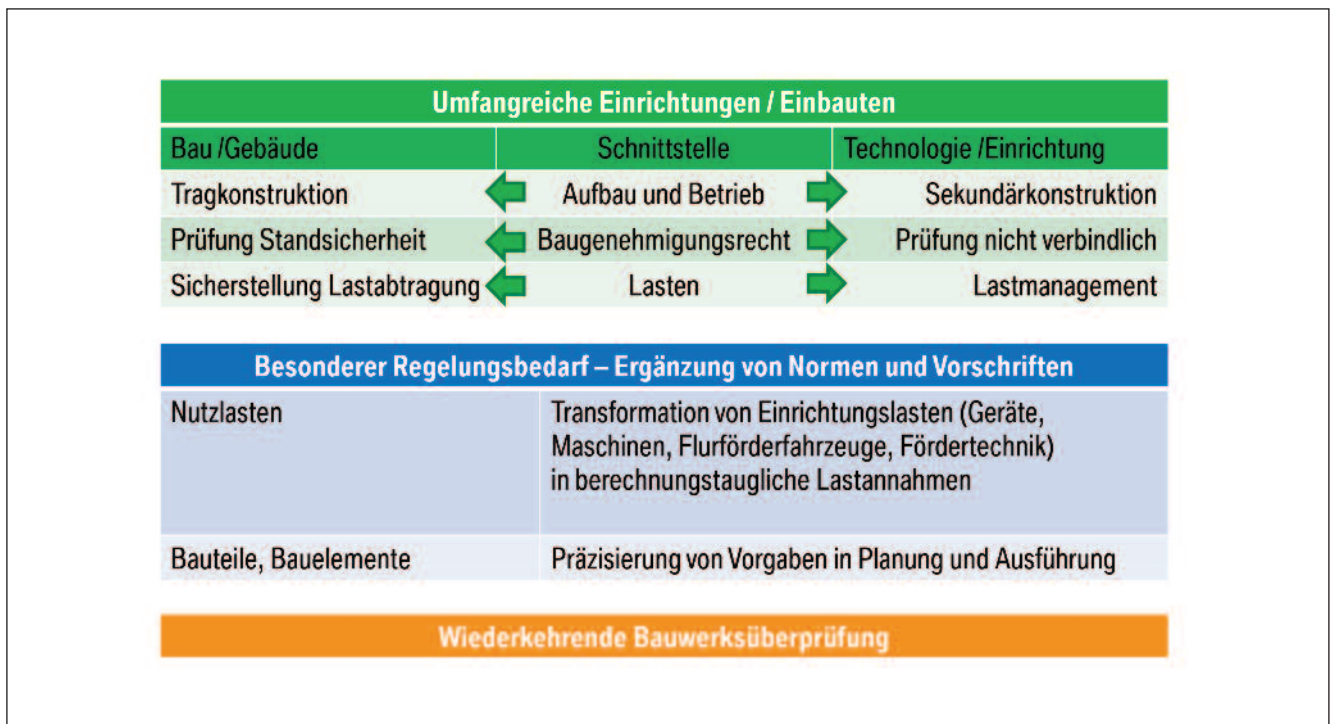 Umfangreiche Einrichtungen / Einbauten
Bau /Gebäude Schnittstelle Technologie /Einrichtung
Tragkonstruktion Aufbau und Betrieb Sekundärkonstruktion
Prüfung Standsicherheit Baugenehmigungsrecht Prüfung nicht verbindlich
Sicherstellung Lastabtragung Lasten Lastmanagement
Besonderer Regelungsbedarf – Ergänzung von Normen und Vorschriften
Nutzlasten Transformation von Einrichtungslasten (Geräte,
Maschinen, Flurförderfahrzeuge, Fördertechnik)
in berechnungstaugliche Lastannahmen
Bauteile, Bauelemente Präzisierung von Vorgaben in Planung und Ausführung
Wiederkehrende Bauwerksüberprüfung